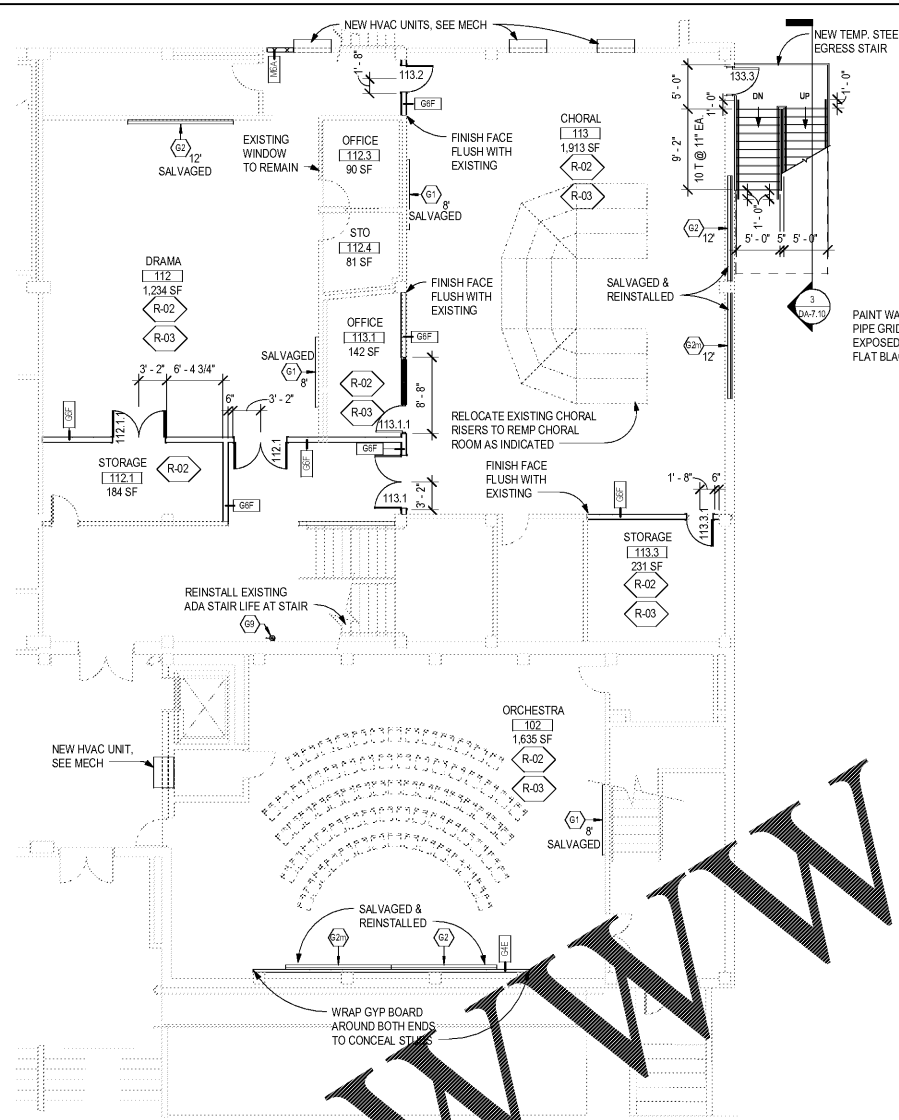 NEW HVAC UNITS, SEE MECH
NEW TEMP. STEE
EGRESS STAIR
M6A
1' - 8"
113.2
G6F
133.3
5' - 0"
1' - 0"
DN
UP
1' - 0"
9' - 2"
10 T @ 11" EA.
1' - 0"
5' - 0"
5"
5' - 0"
G2
12'
SALVAGED
EXISTING
WINDOW
TO REMAIN
OFFICE
112.3
90 SF
FINISH FACE
FLUSH WITH
EXISTING
CHORAL
113
1,913 SF
R-02
R-03
G1
8'
SALVAGED
STO
112.4
81 SF
G2
12'
DRAMA
112
1,234 SF
R-02
R-03
FINISH FACE
FLUSH WITH
EXISTING
SALVAGED &
REINSTALLED
3
DA-7.10
PAINT WA
PIPE GRID
EXPOSED
FLAT BLA
OFFICE
113.1
142 SF
R-02
R-03
G6F
G2m
12'
SALVAGED
G1
8'
3' - 2"
6' - 4 3/4"
6"
3' - 2"
8' - 8"
113.1.1
RELOCATE EXISTING CHORAL
RISERS TO REMP CHORAL
ROOM AS INDICATED
G6F
112.1.1
112.1
G6F
G6F
STORAGE
112.1
184 SF
R-02
G6F
113.1
3' - 2"
FINISH FACE
FLUSH WITH
EXISTING
1' - 8"
6"
G6F
113.3.1
STORAGE
113.3
231 SF
R-02
R-03
REINSTALL EXISTING
ADA STAIR LIFE AT STAIR
G9
NEW HVAC UNIT,
SEE MECH
ORCHESTRA
102
1,635 SF
R-02
R-03
G1
8'
SALVAGED
SALVAGED &
REINSTALLED
G2m
G2
G4E
WRAP GYP BOARD
AROUND BOTH ENDS
TO CONCEAL STUDS
WWW